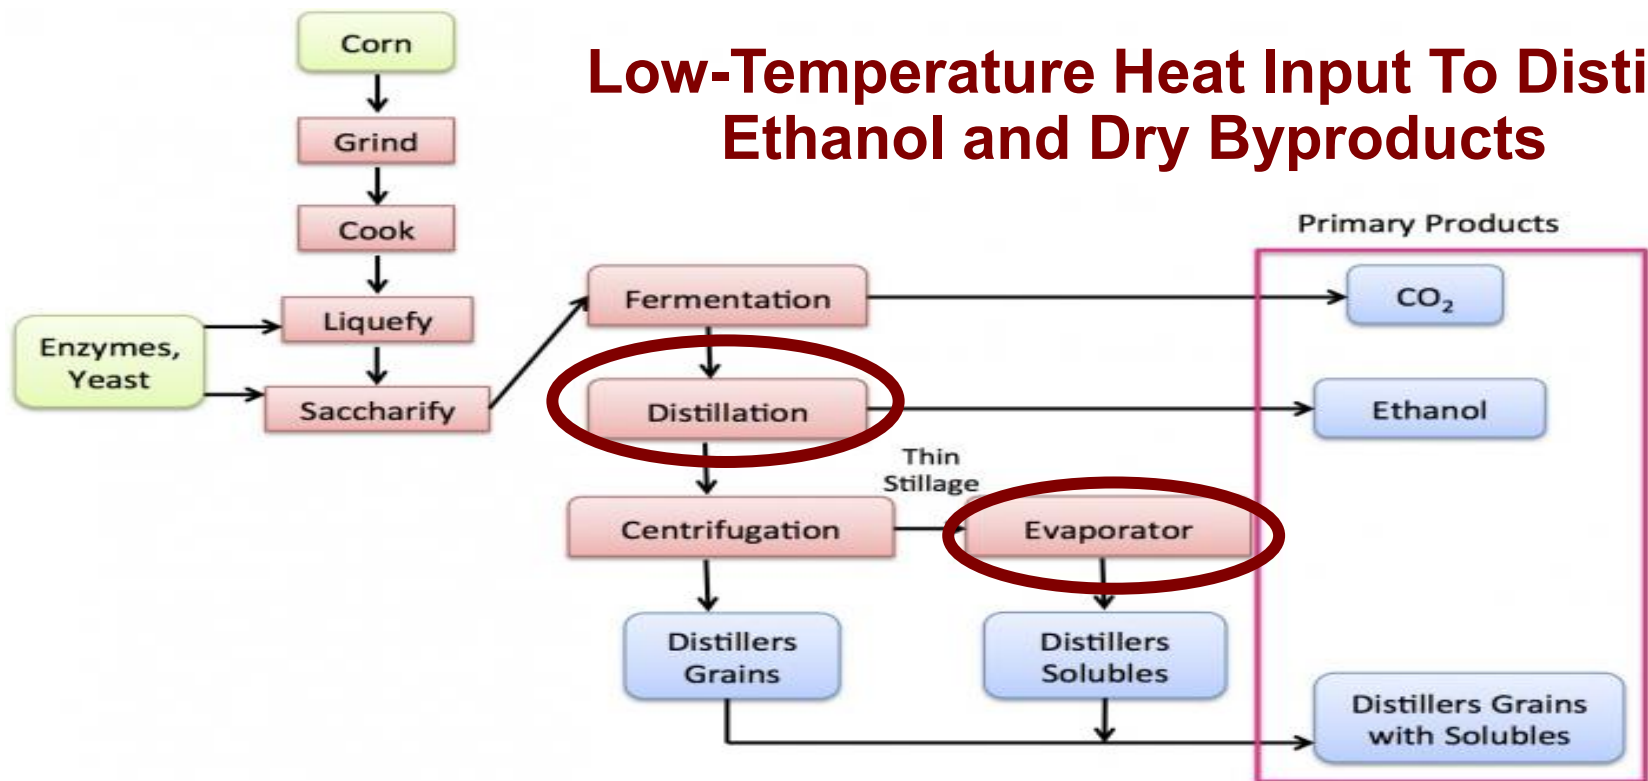 Corn
Low-Temperature Heat Input To Disti
Ethanol and Dry Byproducts
Grind
Cook
Primary Products
Liquefy
Enzymes,
Yeast
Saccharify
Fermentation
CO₂
Distillation
Ethanol
Thin
Stillage
Centrifugation
Evaporator
Distillers
Grains
Distillers
Solubles
Distillers Grains
with Solubles